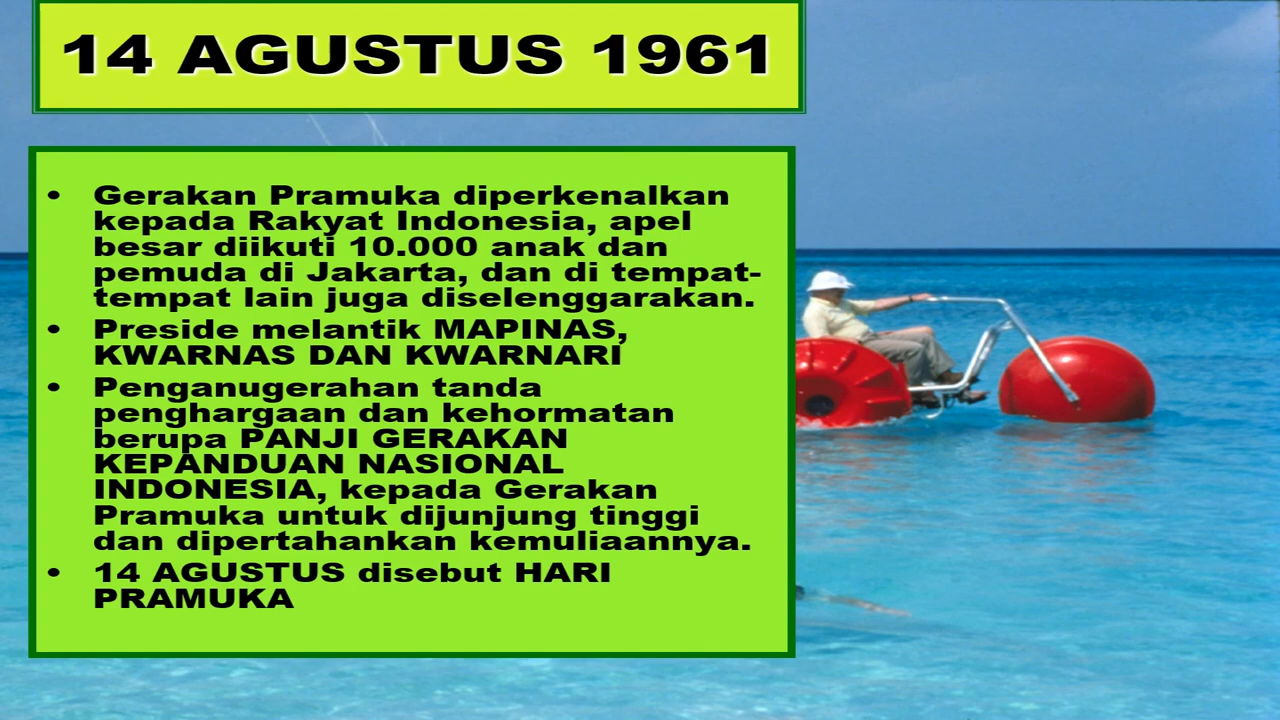 14 AGUSTUS 1961
• Gerakan Pramuka diperkenalkan
kepada Rakyat Indonesia, apel
besar diikuti 10.000 anak dan
pemuda di Jakarta, dan di tempat-
tempat lain juga diselenggarakan.
• Preside melantik MAPINAS,
KWARNAS DAN KWARNARI
• Penganugerahan tanda
penghargaan dan kehormatan
berupa PANJI GERAKAN
KEPANDUAN NASIONAL
INDONESIA, kepada Gerakan
Pramuka untuk dijunjung tinggi
dan dipertahankan kemuliaannya.
• 14 AGUSTUS disebut HARI
PRAMUKA